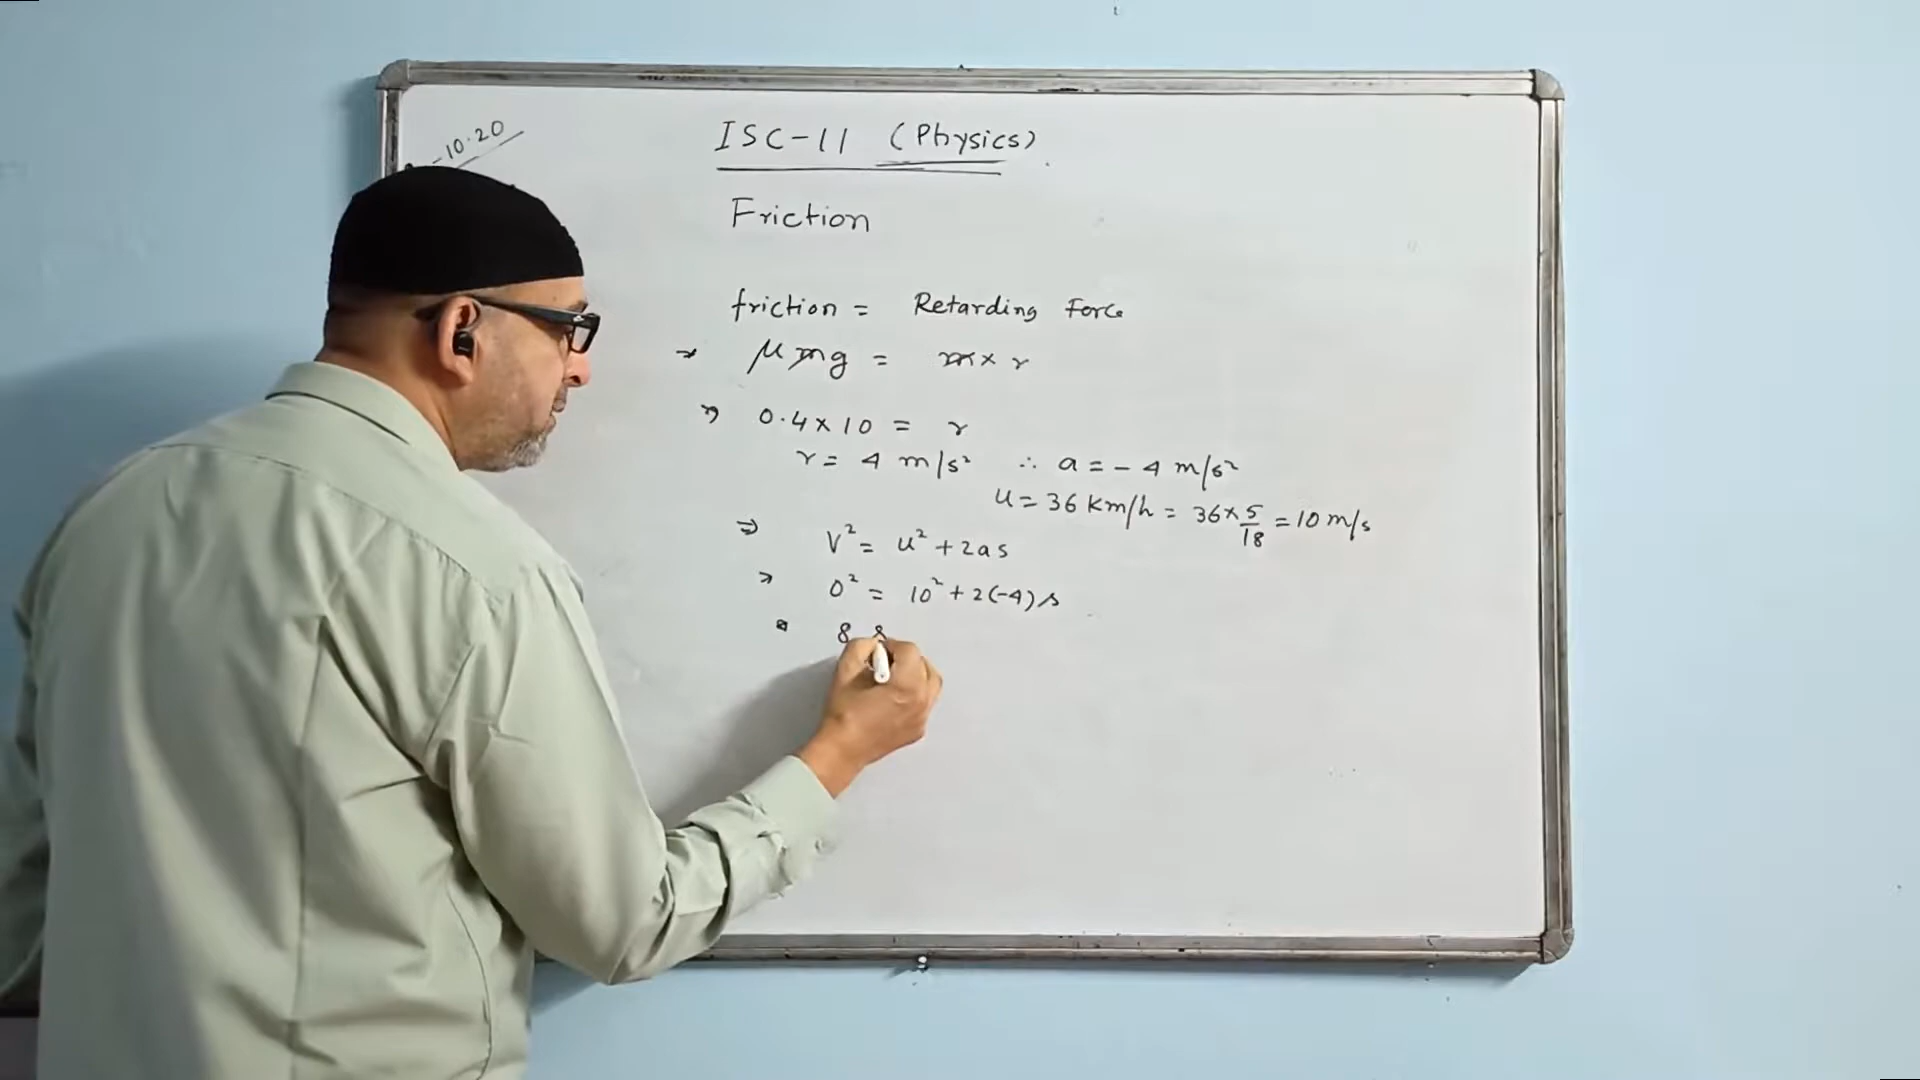 -10.20
ISC-11 (Physics)
Friction
friction = Retarding Force
→ μmg = m× r
⇒ 0.4×10 = r
r = 4 m/s² ∴ a = -4 m/s²
u = 36 km/h = 36×5/18 = 10 m/s
⇒ V² = u² + 2as
⇒ 0² = 10² + 2(-4)s
8 s